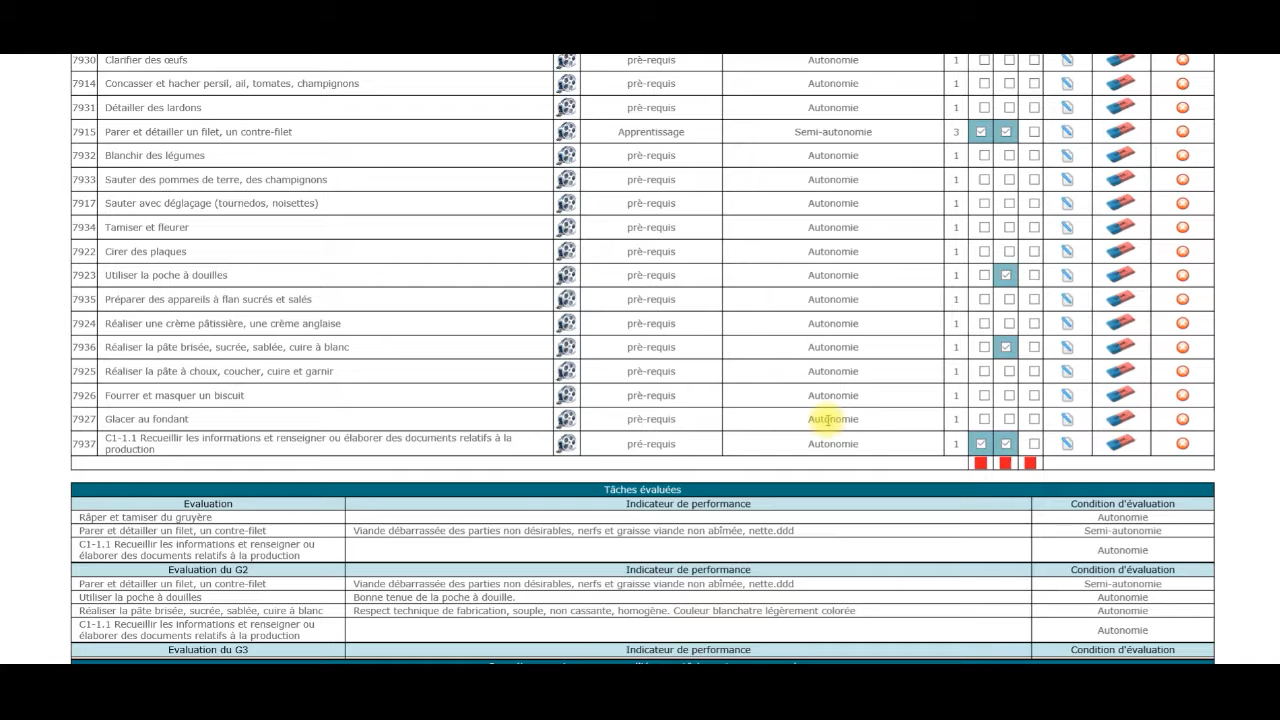 7930 Clarifier des œufs prè-requis Autonomie 1
7914 Concasser et hacher persil, ail, tomates, champignons prè-requis Autonomie 1
7931 Détailler des lardons prè-requis Autonomie 1
7915 Parer et détailler un filet, un contre-filet Apprentissage Semi-autonomie 3
7932 Blanchir des légumes prè-requis Autonomie 1
7933 Sauter des pommes de terre, des champignons prè-requis Autonomie 1
7917 Sauter avec déglaçage (tournedos, noisettes) prè-requis Autonomie 1
7934 Tamiser et fleurer prè-requis Autonomie 1
7922 Cirer des plaques prè-requis Autonomie 1
7923 Utiliser la poche à douilles prè-requis Autonomie 1
7935 Préparer des appareils à flan sucrés et salés prè-requis Autonomie 1
7924 Réaliser une crème pâtissière, une crème anglaise prè-requis Autonomie 1
7936 Réaliser la pâte brisée, sucrée, sablée, cuire à blanc prè-requis Autonomie 1
7925 Réaliser la pâte à choux, coucher, cuire et garnir prè-requis Autonomie 1
7926 Fourrer et masquer un biscuit prè-requis Autonomie 1
7927 Glacer au fondant prè-requis Autonomie 1
7937 C1-1.1 Recueillir les informations et renseigner ou élaborer des documents relatifs à la
production pré-requis Autonomie 1
Tâches évaluées
Evaluation Indicateur de performance Condition d'évaluation
Râper et tamiser du gruyère Autonomie
Parer et détailler un filet, un contre-filet Viande débarrassée des parties non désirables, nerfs et graisse viande non abîmée, nette.ddd Semi-autonomie
C1-1.1 Recueillir les informations et renseigner ou
élaborer des documents relatifs à la production Autonomie
Evaluation du G2 Indicateur de performance Condition d'évaluation
Parer et détailler un filet, un contre-filet Viande débarrassée des parties non désirables, nerfs et graisse viande non abîmée, nette.ddd Semi-autonomie
Utiliser la poche à douilles Bonne tenue de la poche à douille. Autonomie
Réaliser la pâte brisée, sucrée, sablée, cuire à blanc Respect technique de fabrication, souple, non cassante, homogène. Couleur blanchatre légèrement colorée Autonomie
C1-1.1 Recueillir les informations et renseigner ou
élaborer des documents relatifs à la production Autonomie
Evaluation du G3 Indicateur de performance Condition d'évaluation